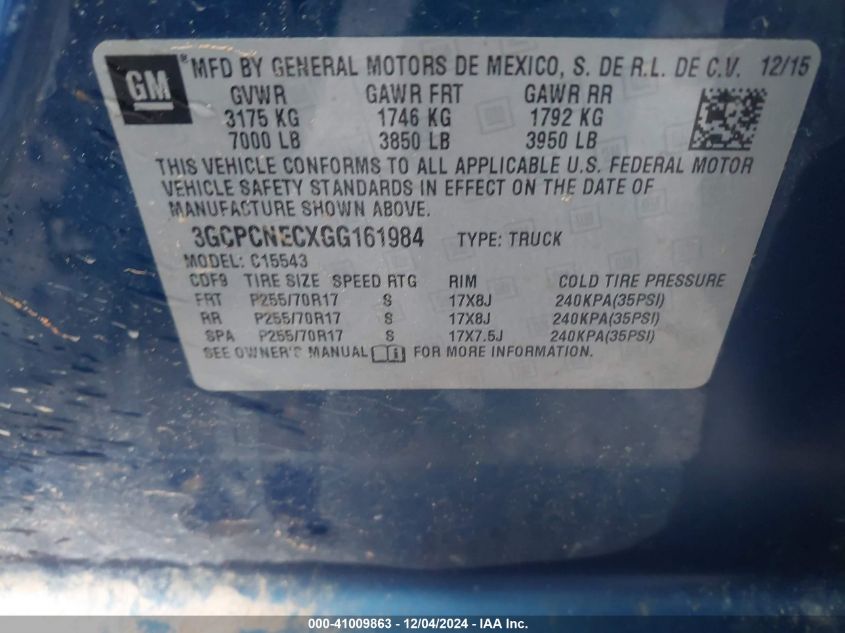 GM ® MFD BY GENERAL MOTORS DE MEXICO, S. DE R.L. DE C.V. 12/15
GVWR GAWR FRT GAWR RR
3175 KG 1746 KG 1792 KG
7000 LB 3850 LB 3950 LB
THIS VEHICLE CONFORMS TO ALL APPLICABLE U.S. FEDERAL MOTOR
VEHICLE SAFETY STANDARDS IN EFFECT ON THE DATE OF
MANUFACTURE SHOWN ABOVE.
3GCPCNECXGG161984 TYPE: TRUCK
MODEL: C15543
CDF9 TIRE SIZE SPEED RTG RIM COLD TIRE PRESSURE
FRT P255/70R17 S 17X8J 240KPA(35PSI)
RR P255/70R17 S 17X8J 240KPA(35PSI)
SPA P255/70R17 S 17X7.5J 240KPA(35PSI)
SEE OWNER'S MANUAL FOR MORE INFORMATION.
000-41009863 - 12/04/2024 - IAA Inc.